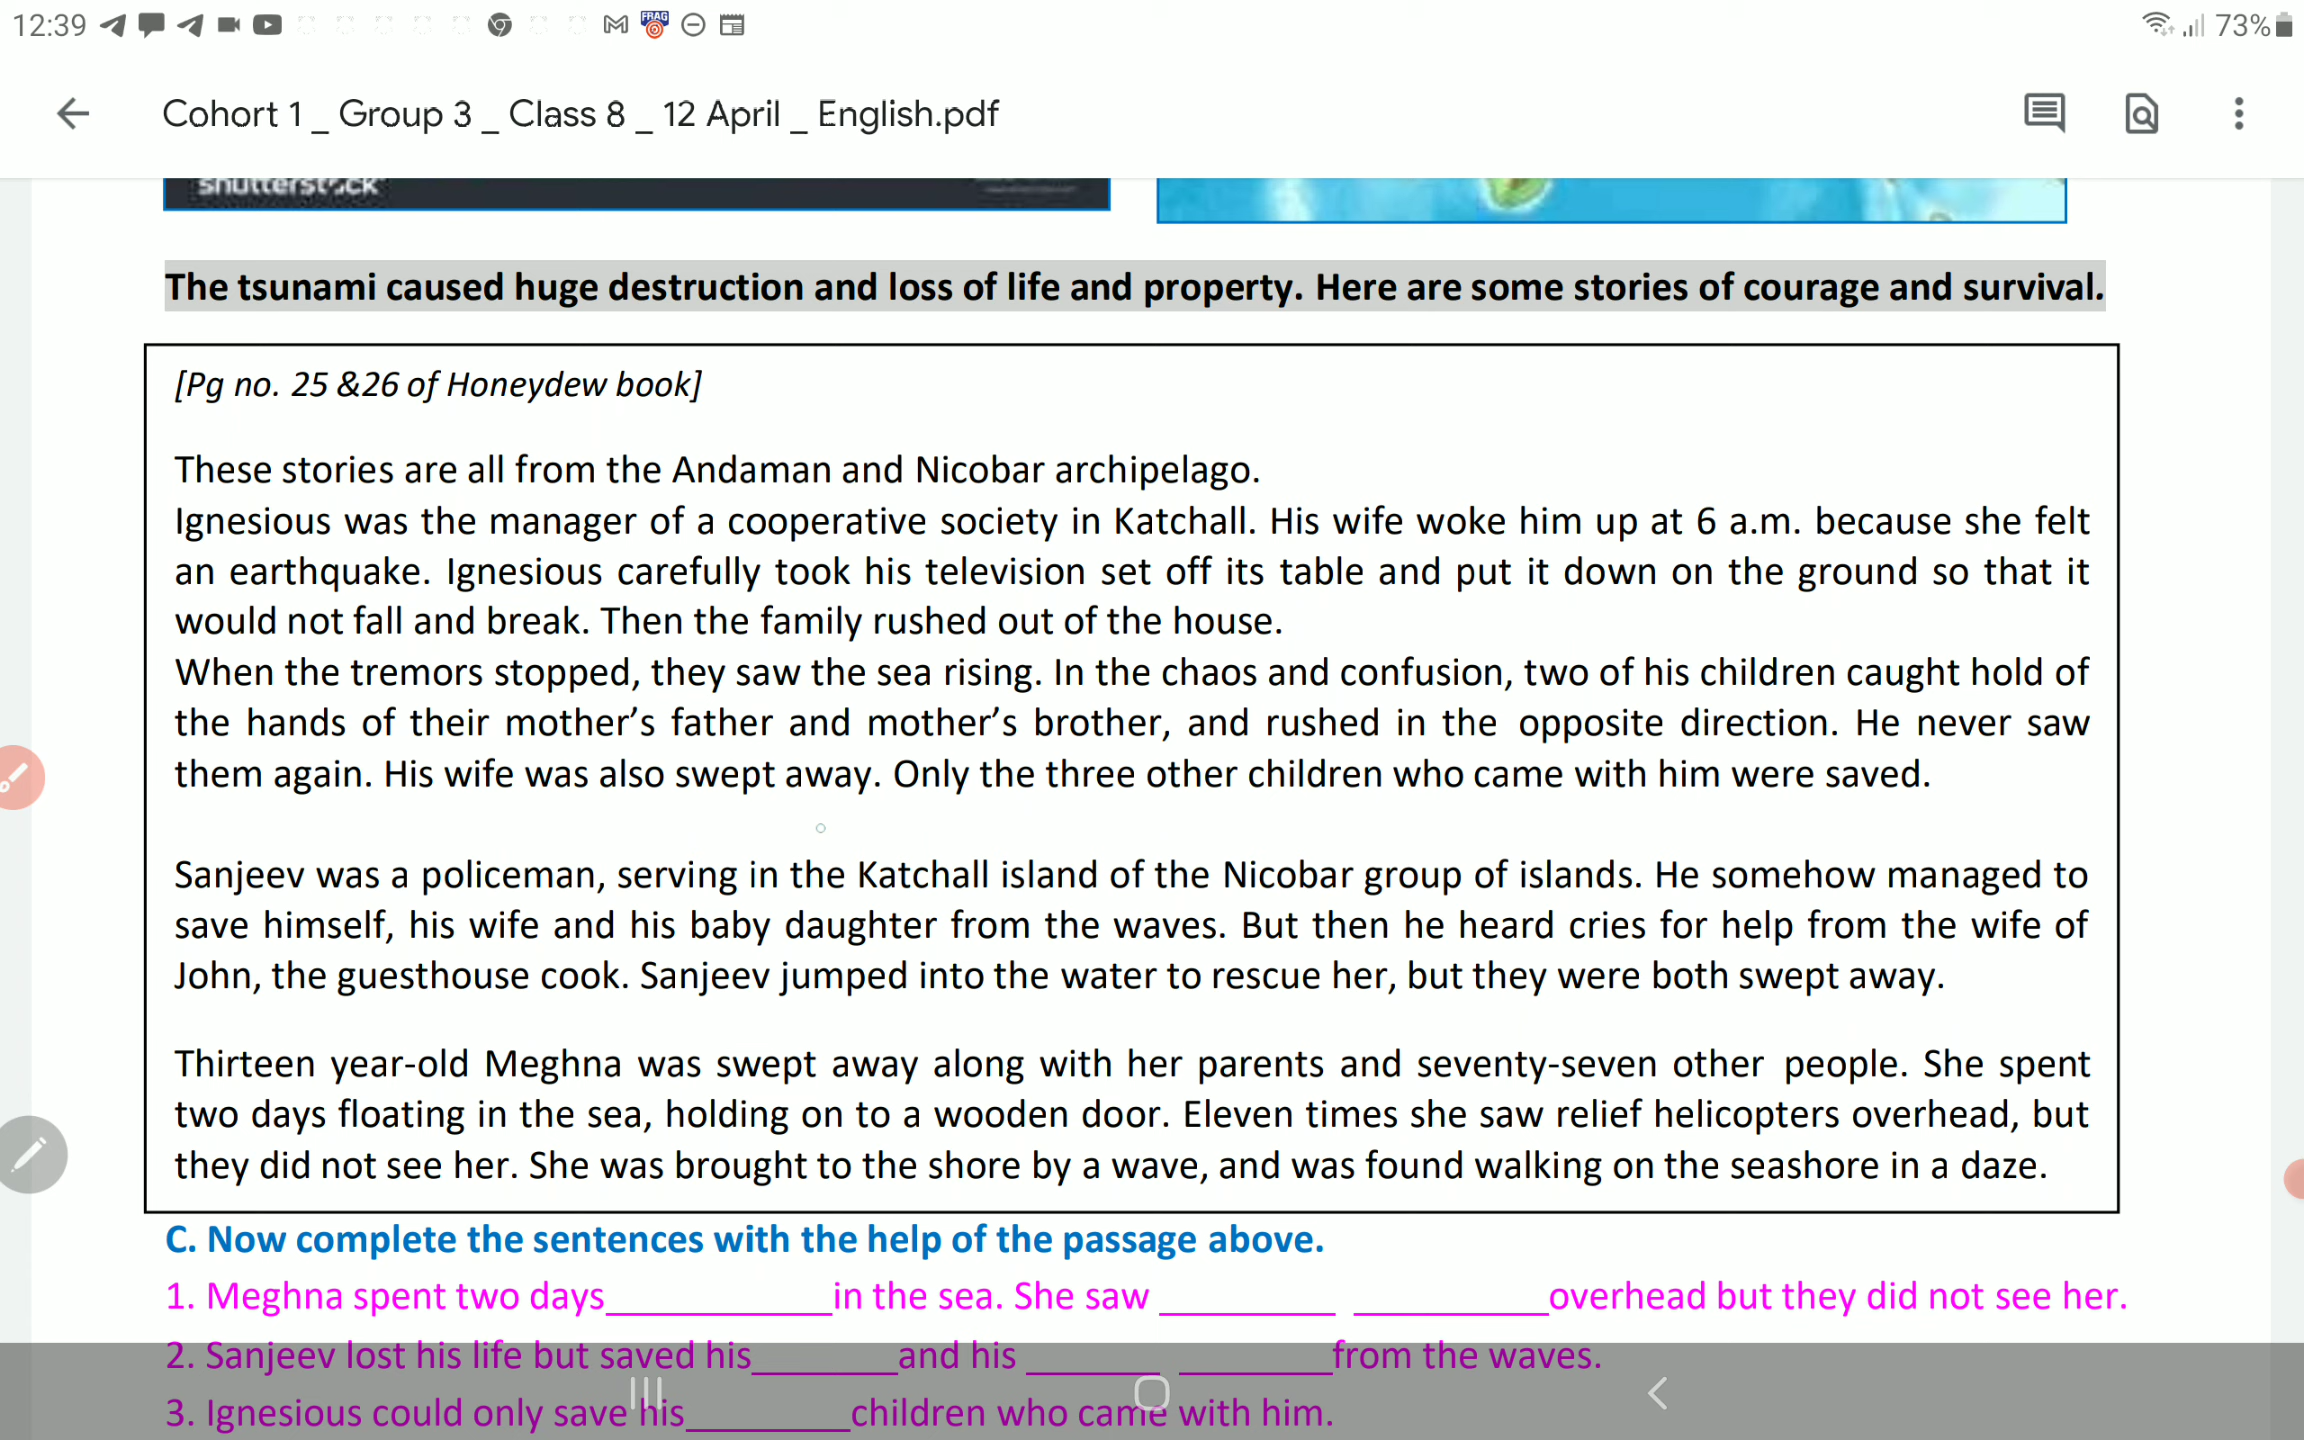 12:39
FRAG
73%
Cohort 1 _ Group 3 _ Class 8 _ 12 April _ English.pdf
shutterstock
The tsunami caused huge destruction and loss of life and property. Here are some stories of courage and survival.
[Pg no. 25 &26 of Honeydew book]
These stories are all from the Andaman and Nicobar archipelago.
Ignesious was the manager of a cooperative society in Katchall. His wife woke him up at 6 a.m. because she felt
an earthquake. Ignesious carefully took his television set off its table and put it down on the ground so that it
would not fall and break. Then the family rushed out of the house.
When the tremors stopped, they saw the sea rising. In the chaos and confusion, two of his children caught hold of
the hands of their mother’s father and mother’s brother, and rushed in the opposite direction. He never saw
them again. His wife was also swept away. Only the three other children who came with him were saved.
Sanjeev was a policeman, serving in the Katchall island of the Nicobar group of islands. He somehow managed to
save himself, his wife and his baby daughter from the waves. But then he heard cries for help from the wife of
John, the guesthouse cook. Sanjeev jumped into the water to rescue her, but they were both swept away.
Thirteen year-old Meghna was swept away along with her parents and seventy-seven other people. She spent
two days floating in the sea, holding on to a wooden door. Eleven times she saw relief helicopters overhead, but
they did not see her. She was brought to the shore by a wave, and was found walking on the seashore in a daze.
C. Now complete the sentences with the help of the passage above.
1. Meghna spent two days___________in the sea. She saw _________ __________overhead but they did not see her.
2. Sanjeev lost his life but saved his_______and his _______ ________from the waves.
3. Ignesious could only save his________children who came with him.